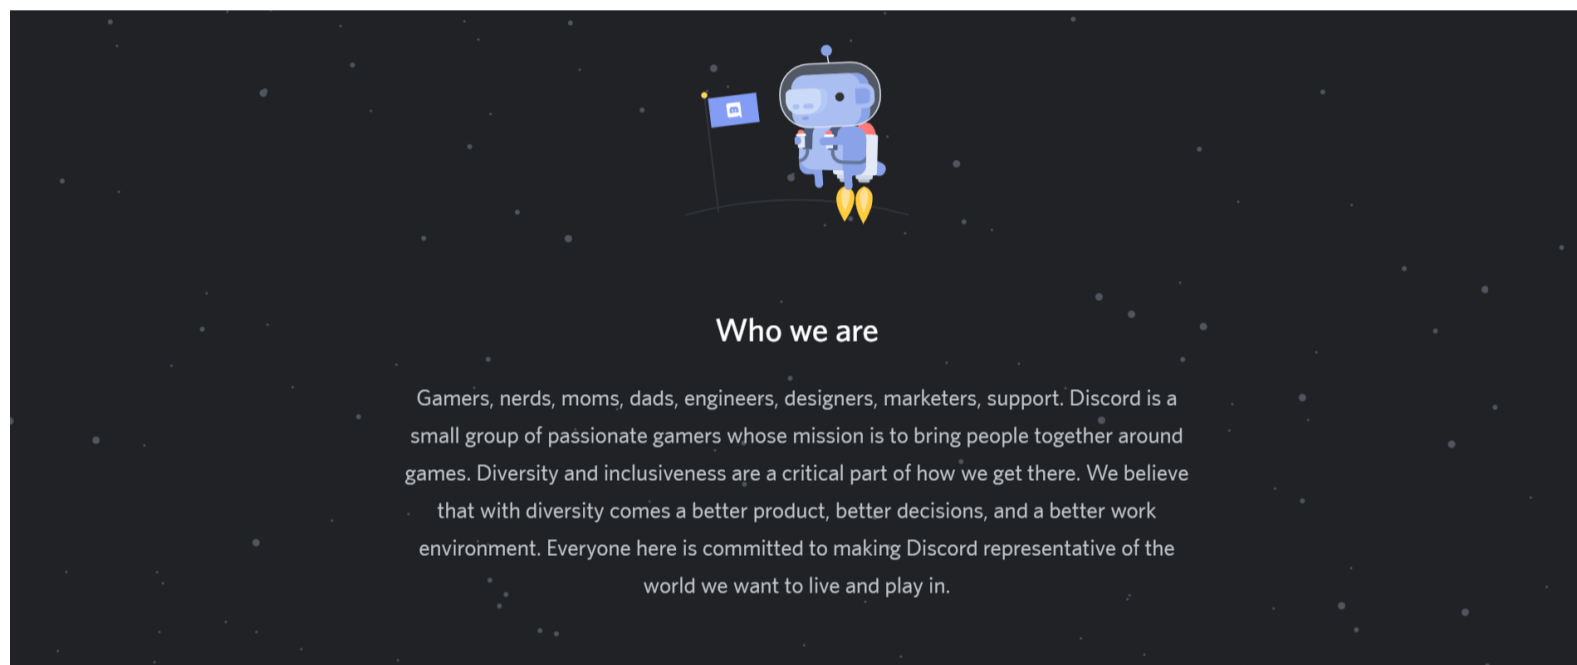 Who we are
Gamers, nerds, moms, dads, engineers, designers, marketers, support. Discord is a
small group of passionate gamers whose mission is to bring people together around
games. Diversity and inclusiveness are a critical part of how we get there. We believe
that with diversity comes a better product, better decisions, and a better work
environment. Everyone here is committed to making Discord representative of the
world we want to live and play in.